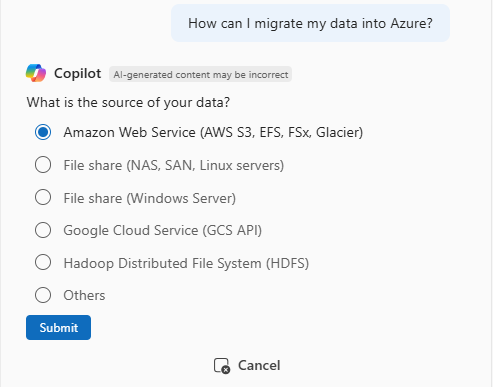 How can I migrate my data into Azure?
Copilot AI-generated content may be incorrect
What is the source of your data?
Amazon Web Service (AWS S3, EFS, FSx, Glacier)
File share (NAS, SAN, Linux servers)
File share (Windows Server)
Google Cloud Service (GCS API)
Hadoop Distributed File System (HDFS)
Others
Submit
Cancel